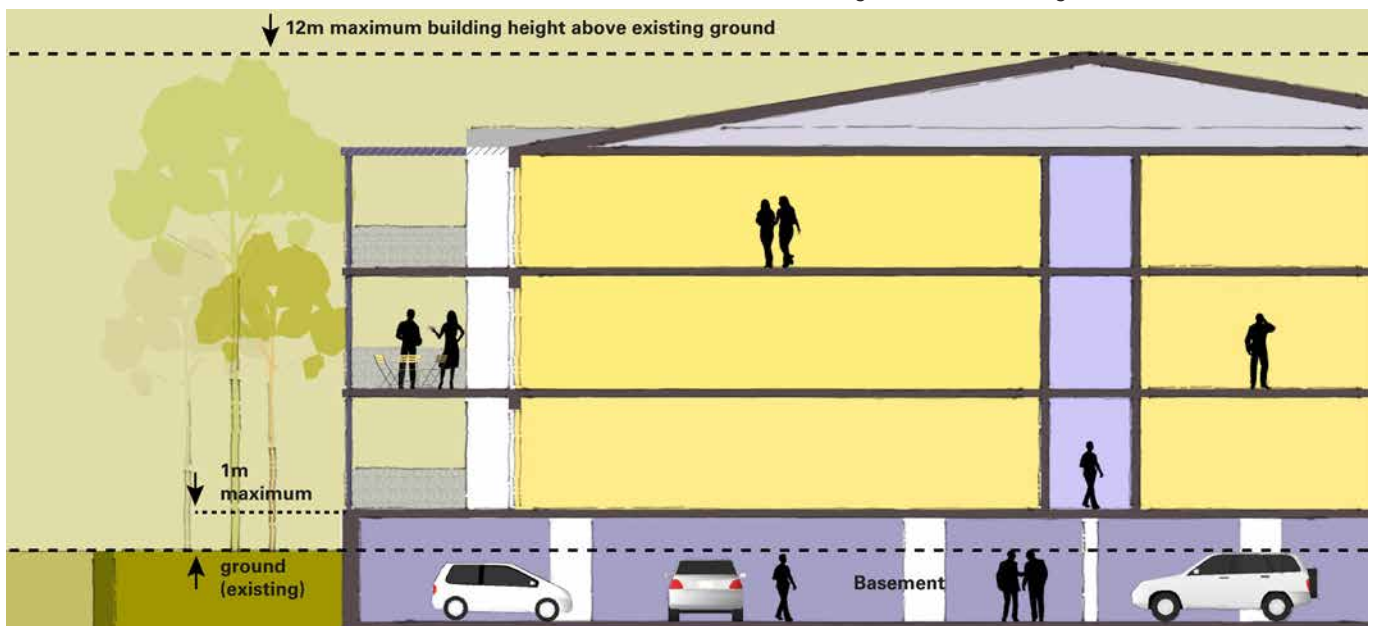 12m maximum building height above existing ground
1m
maximum
ground
(existing)
Basement